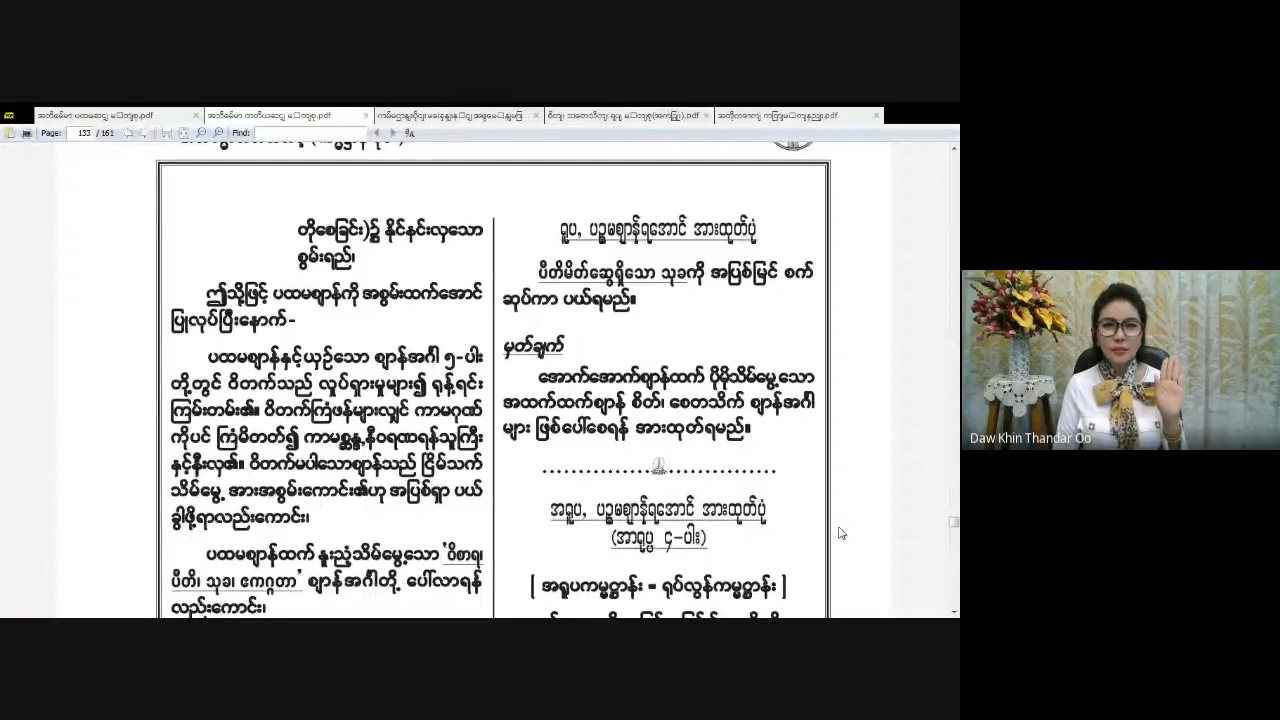 Page: 133 / 161 Find:
တိုစေခြင်း)၌ နိုင်နင်းလှသော
စွမ်းရည်၊
ဤသို့ဖြင့် ပထမဈာန်ကို အစွမ်းထက်အောင်
ပြုလုပ်ပြီးနောက်-
ပထမဈာန်နှင့်ယှဉ်သော ဈာန်အင်္ဂါ ၅-ပါး
တို့တွင် ဝိတက်သည် လှုပ်ရှားမှုများ၍ ရုန့်ရင်း
ကြမ်းတမ်း၏။ ဝိတက်ကြံဖန်များလျှင် ကာမဂုဏ်
ကိုပင် ကြံမိတတ်၍ ကာမစ္ဆန္ဒနီဝရဏရန်သူကြီး
နှင့်နီးလှ၏။ ဝိတက်မပါသောဈာန်သည် ငြိမ်သက်
သိမ်မွေ့ အားအစွမ်းကောင်း၏ဟု အပြစ်ရှာ ပယ်
ခွါဖို့ရာလည်းကောင်း၊
ပထမဈာန်ထက် နူးညံ့သိမ်မွေ့သော ‘ဝိစာရ၊
ပီတိ၊ သုခ၊ ဧကဂ္ဂတာ’ ဈာန်အင်္ဂါတို့ ပေါ်လာရန်
လည်းကောင်း၊
ရူပ, ပဉ္စမဈာန်ရအောင် အားထုတ်ပုံ
ပီတိမိတ်ဆွေရှိသော သုခကို အပြစ်မြင် စက်
ဆုပ်ကာ ပယ်ရမည်။
မှတ်ချက်
အောက်အောက်ဈာန်ထက် ပိုမိုသိမ်မွေ့သော
အထက်ထက်ဈာန် စိတ်၊ စေတသိက် ဈာန်အင်္ဂါ
များ ဖြစ်ပေါ်စေရန် အားထုတ်ရမည်။
အရူပ, ပဉ္စမဈာန်ရအောင် အားထုတ်ပုံ
(အာရုပ္ပ ၄-ပါး)
[ အရူပကမ္မဋ္ဌာန်း = ရုပ်လွန်ကမ္မဋ္ဌာန်း ]
Daw Khin Thandar Oo